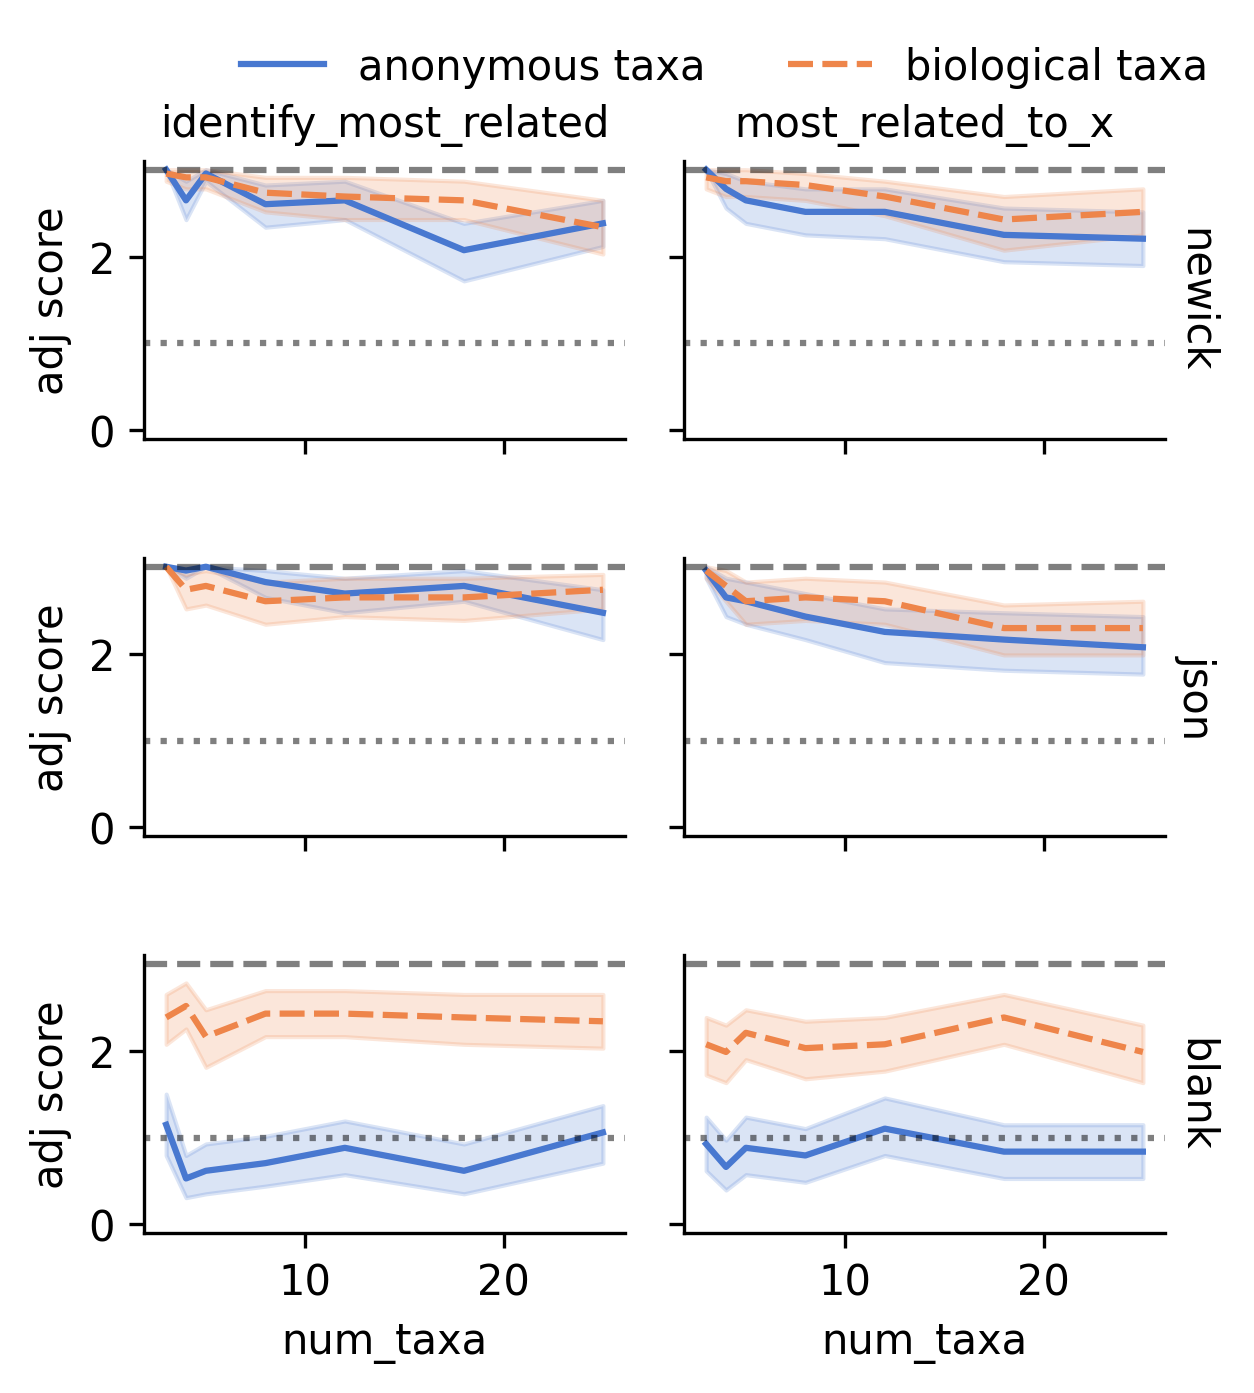 anonymous taxa biological taxa
identify_most_related most_related_to_x
adj score
2
0
newick
adj score
2
0
json
adj score
2
0
blank
10 20 10 20
num_taxa num_taxa